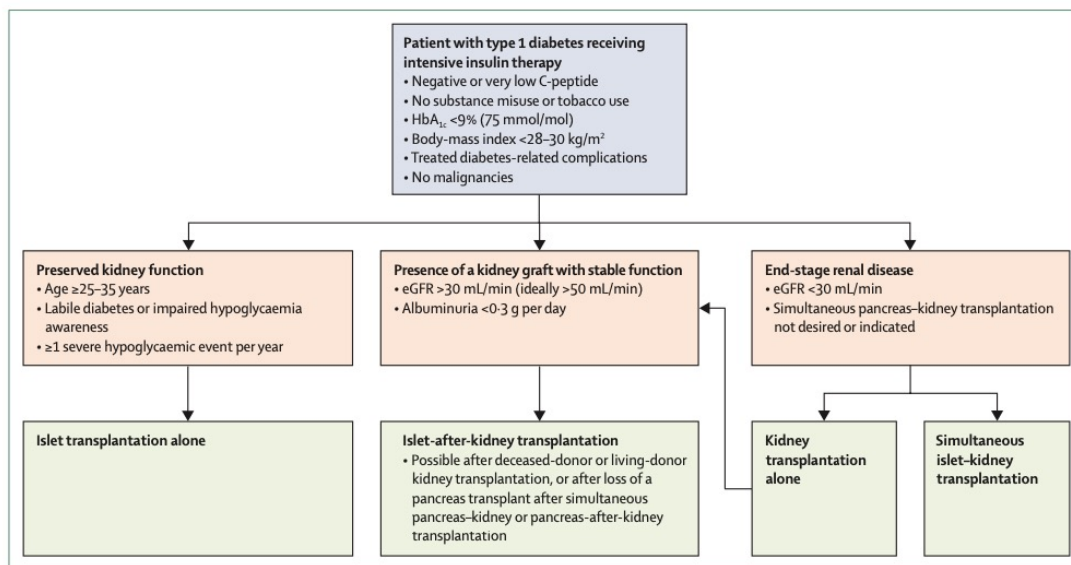 Patient with type 1 diabetes receiving
intensive insulin therapy
• Negative or very low C-peptide
• No substance misuse or tobacco use
• HbA1c <9% (75 mmol/mol)
• Body-mass index <28–30 kg/m²
• Treated diabetes-related complications
• No malignancies
Preserved kidney function
• Age ≥25–35 years
• Labile diabetes or impaired hypoglycaemia
awareness
• ≥1 severe hypoglycaemic event per year
Presence of a kidney graft with stable function
• eGFR >30 mL/min (ideally >50 mL/min)
• Albuminuria <0·3 g per day
End-stage renal disease
• eGFR <30 mL/min
• Simultaneous pancreas–kidney transplantation
not desired or indicated
Islet transplantation alone
Islet-after-kidney transplantation
• Possible after deceased-donor or living-donor
kidney transplantation, or after loss of a
pancreas transplant after simultaneous
pancreas–kidney or pancreas-after-kidney
transplantation
Kidney
transplantation
alone
Simultaneous
islet–kidney
transplantation